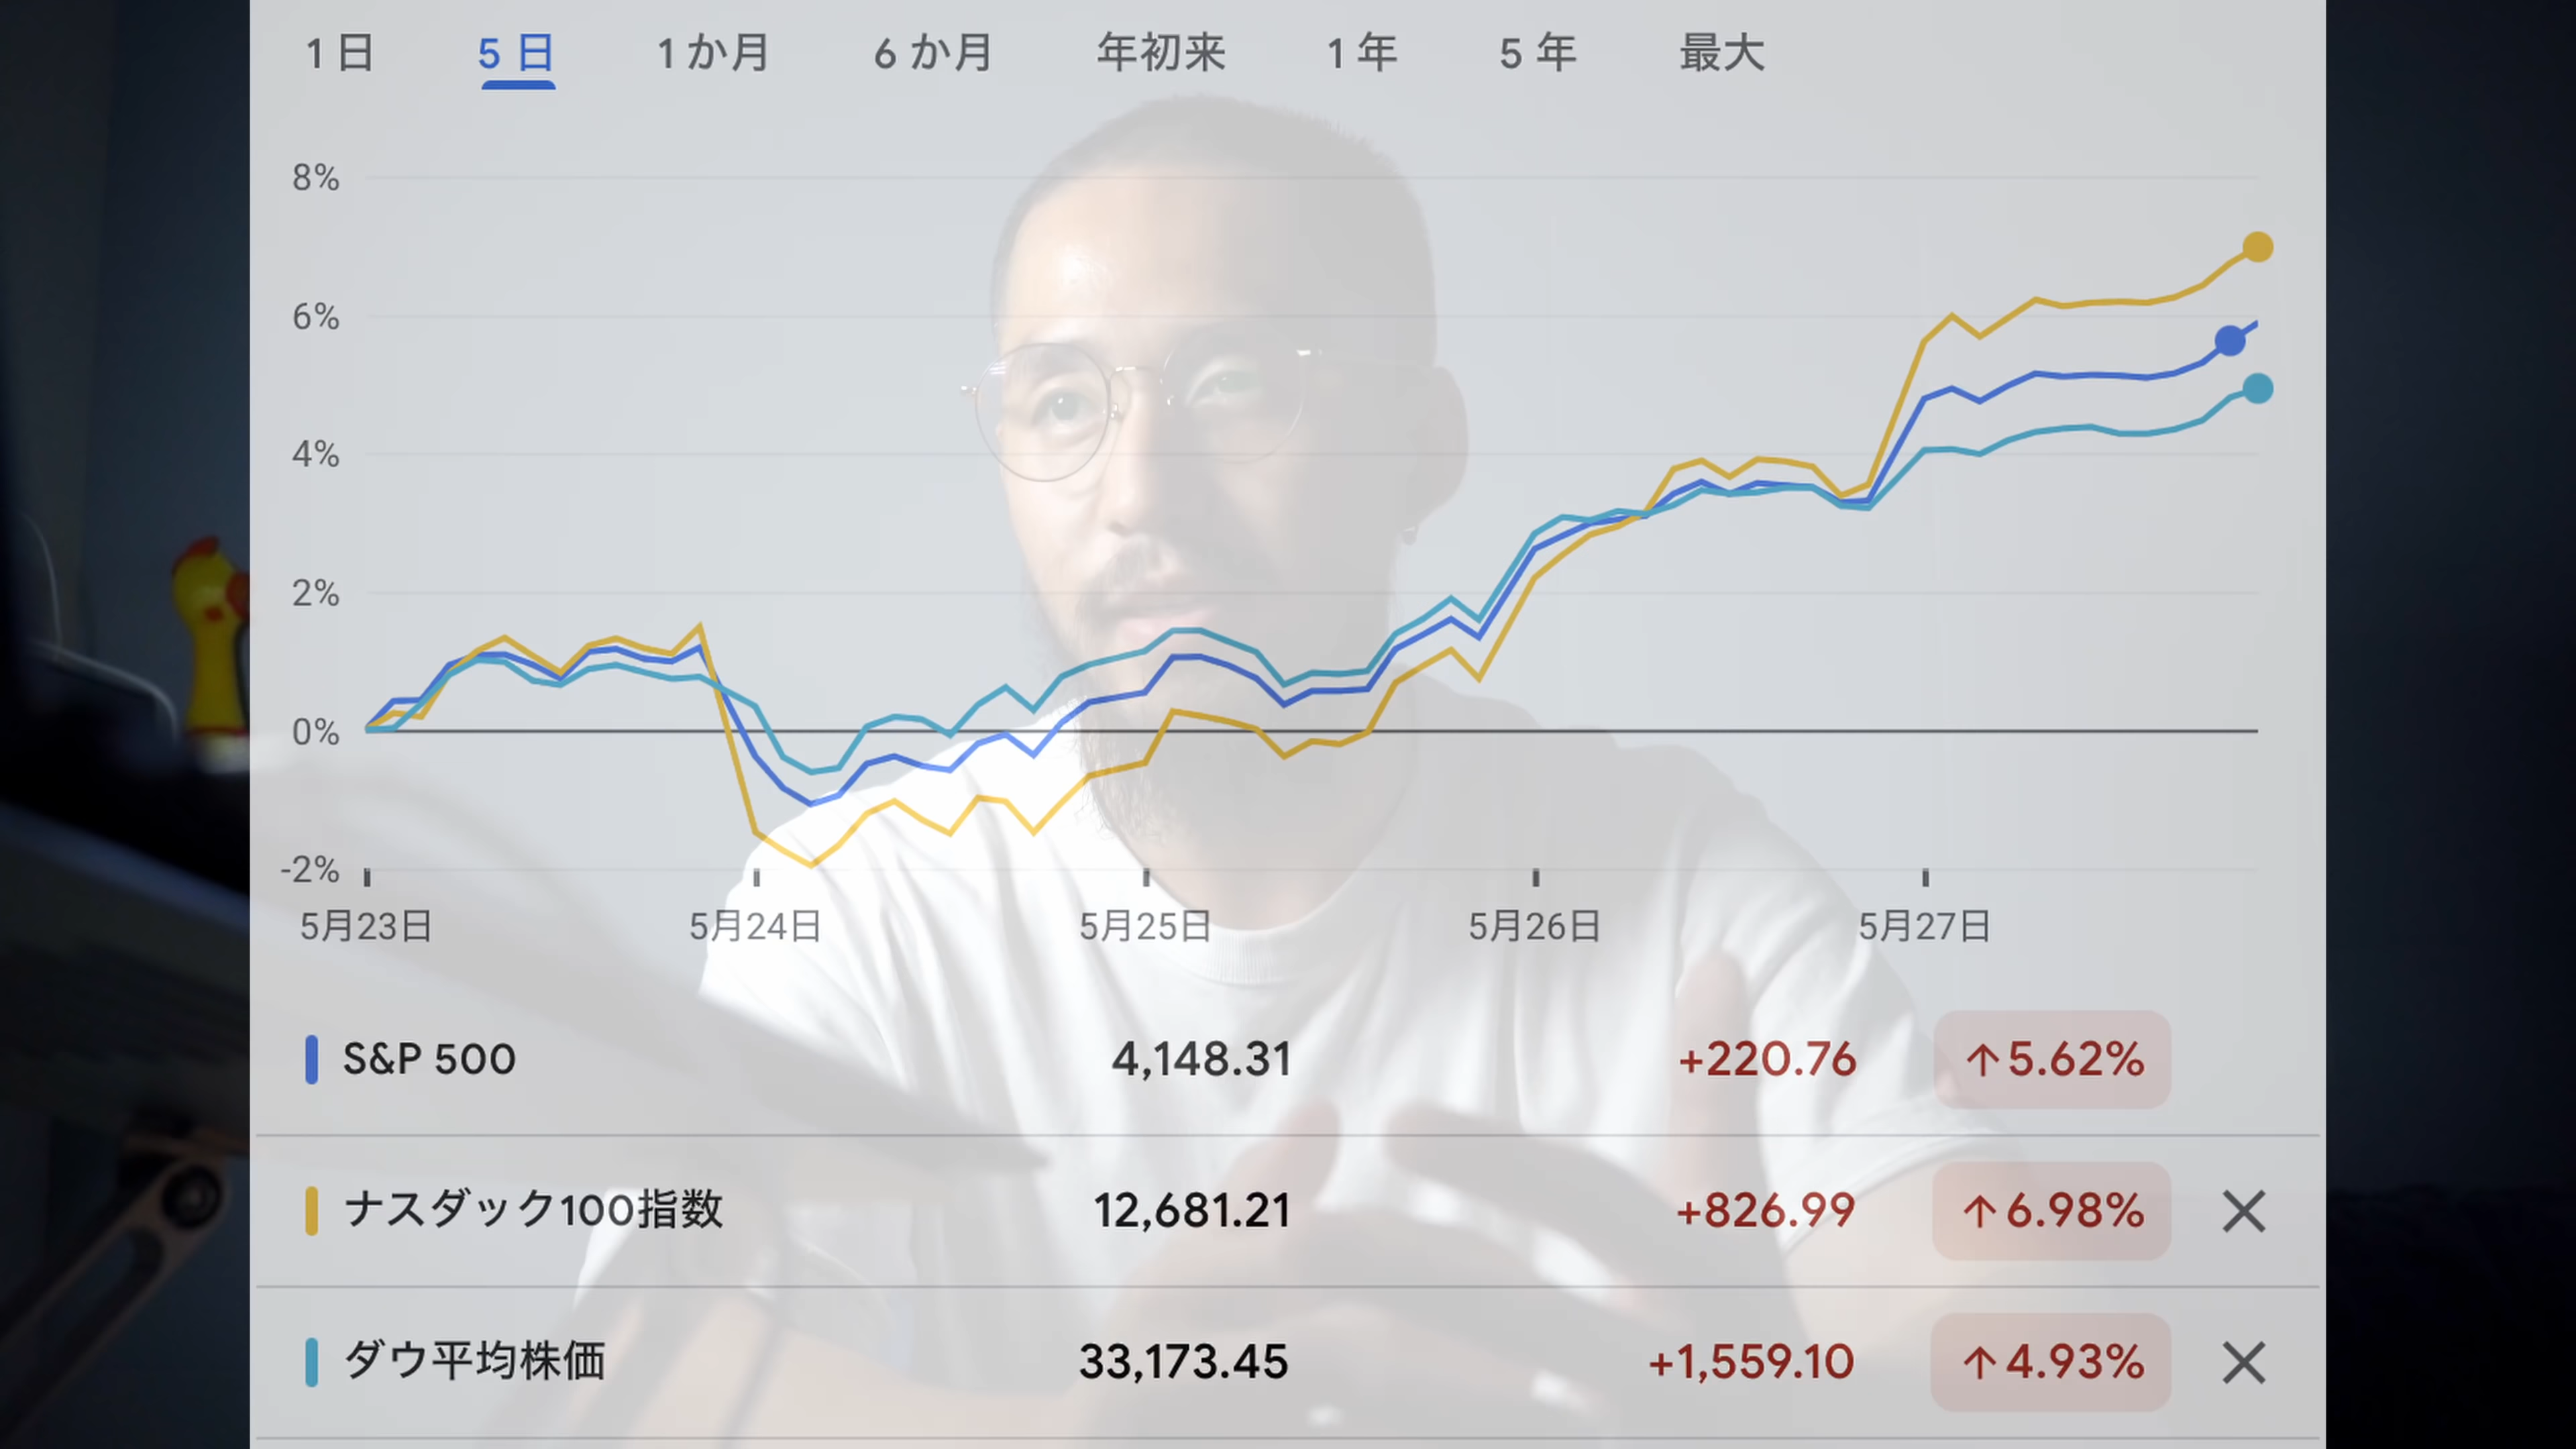 1日 5日 1か月 6か月 年初来 1年 5年 最大
8%
6%
4%
2%
0%
-2%
5月23日 5月24日 5月25日 5月26日 5月27日
S&P 500 4,148.31 +220.76 ↑5.62%
ナスダック100指数 12,681.21 +826.99 ↑6.98% ×
ダウ平均株価 33,173.45 +1,559.10 ↑4.93% ×